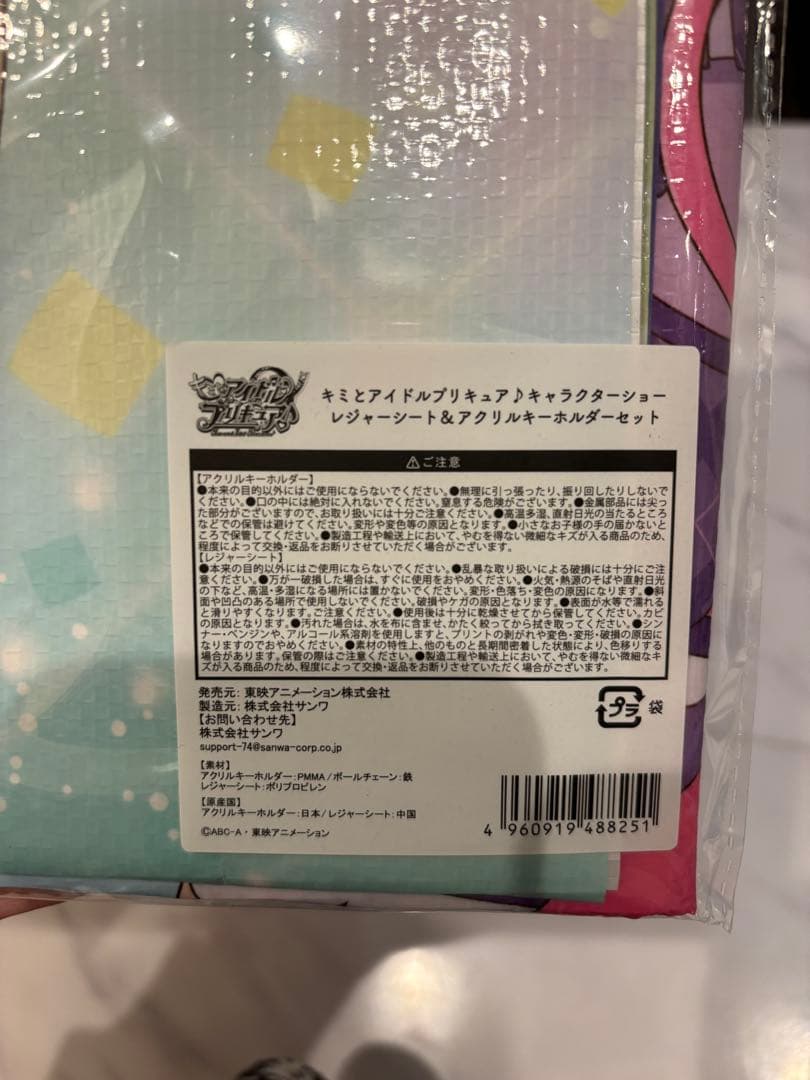 キミとアイドルプリキュア♪
キミとアイドルプリキュア♪キャラクターショー
レジャーシート&アクリルキーホルダーセット
⚠ご注意
【アクリルキーホルダー】
●本来の目的以外にはご使用にならないでください。●無理に引っ張ったり、振り回したりしないで
ください。●口の中には絶対に入れないでください。窒息する危険がございます。●金属部品には尖っ
た部分がございますので、お取り扱いには十分ご注意ください。●高温多湿、直射日光の当たるところ
などでの保管は避けてください。変形や変色等の原因となります。●小さなお子様の手の届かないとこ
ろで保管してください。●製造工程や輸送上において、やむを得ない微細なキズが入る商品のため、
程度によって交換・返品をお断りさせていただく場合がございます。
【レジャーシート】
●本来の目的以外にはご使用にならないでください。●乱暴な取り扱いによる破損には十分にご注
意ください。●万が一破損した場合は、すぐに使用をおやめください。●火気・熱源のそばや直射日光
の下など、高温・多湿になる場所には置かないでください。変形・色落ち・変色の原因になります。●斜
面や凹凸のある場所で使用しないでください。破損やケガの原因となります。●表面が水等で濡れる
と滑りやすくなります。ご注意ください。●使用後は十分に乾燥させてから保管してください。カビ
の原因となります。●汚れた場合は、水を布に含ませ、かたく絞ってから拭き取ってください。●シン
ナー・ベンジンや、アルコール系溶剤を使用しますと、プリントの剥がれや変色・変形・破損の原因に
なりますのでおやめください。●素材の特性上、他のものと長期間密着した状態により、色移りする
場合があります。保管の際はご注意ください。●製造工程や輸送上において、やむを得ない微細なキ
ズが入る商品のため、程度によって交換・返品をお断りさせていただく場合がございます。
発売元:東映アニメーション株式会社
製造元:株式会社サンワ
【お問い合わせ先】
株式会社サンワ
support-74@sanwa-corp.co.jp
プラ 袋
【素材】
アクリルキーホルダー:PMMA/ボールチェーン:鉄
レジャーシート:ポリプロピレン
【原産国】
アクリルキーホルダー:日本/レジャーシート:中国
©ABC-A・東映アニメーション
4 960919 488251